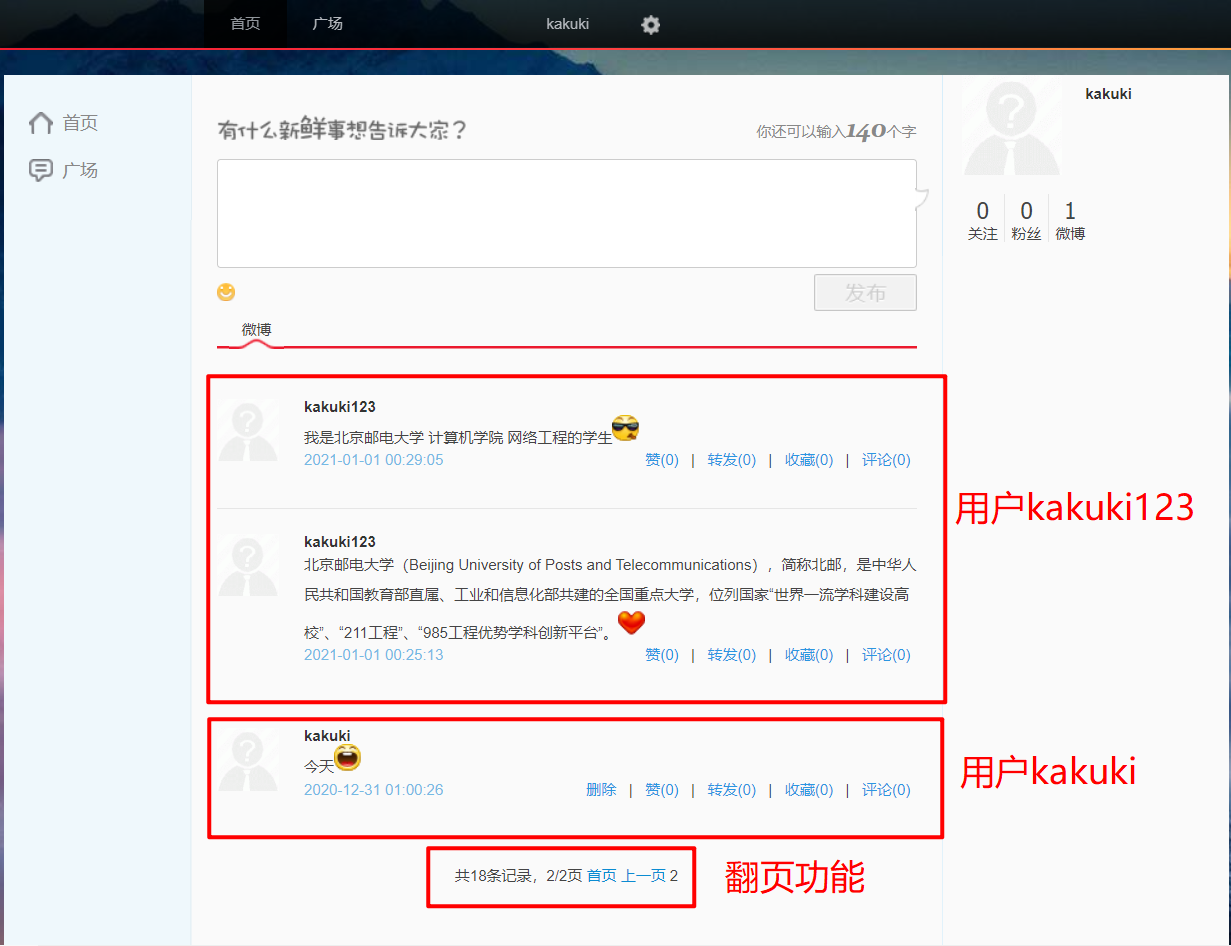 首页 广场 kakuki
首页
广场
有什么新鲜事想告诉大家？ 你还可以输入140个字
发布
微博
kakuki123
我是北京邮电大学 计算机学院 网络工程的学生
2021-01-01 00:29:05 赞(0) | 转发(0) | 收藏(0) | 评论(0)
kakuki123
北京邮电大学（Beijing University of Posts and Telecommunications），简称北邮，是中华人
民共和国教育部直属、工业和信息化部共建的全国重点大学，位列国家“世界一流学科建设高
校”、“211工程”、“985工程优势学科创新平台”。
2021-01-01 00:25:13 赞(0) | 转发(0) | 收藏(0) | 评论(0)
kakuki
今天
2020-12-31 01:00:26 删除 | 赞(0) | 转发(0) | 收藏(0) | 评论(0)
共18条记录，2/2页 首页 上一页 2
kakuki
0 0 1
关注 粉丝 微博
用户kakuki123
用户kakuki
翻页功能